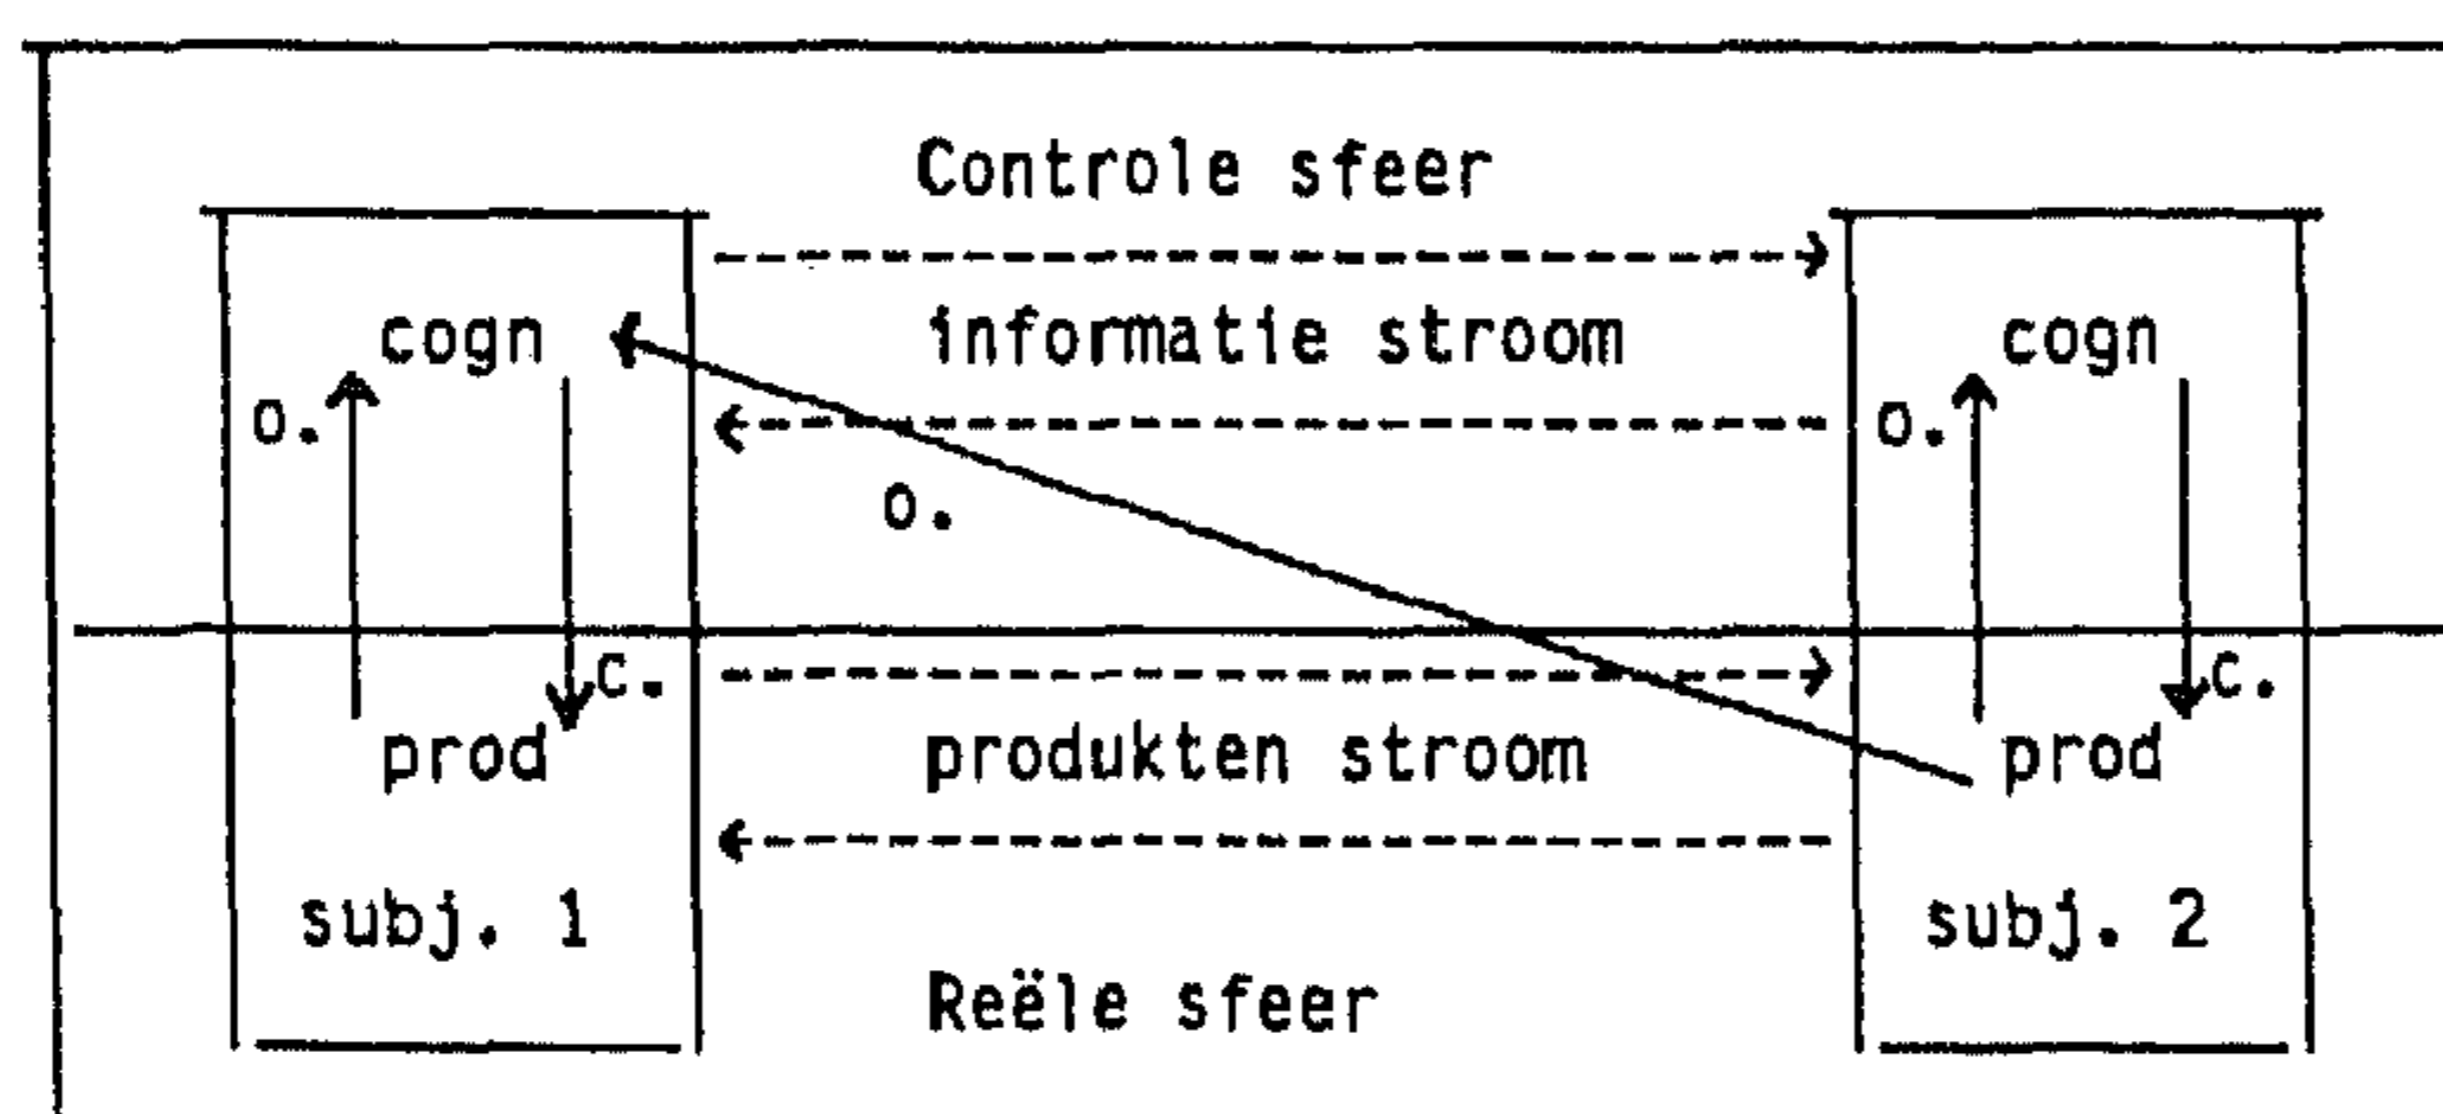 Controle sfeer
cogn informatie stroom cogn
o. o.
o.
c. c.
prod produkten stroom prod
subj. 1 subj. 2
Reële sfeer